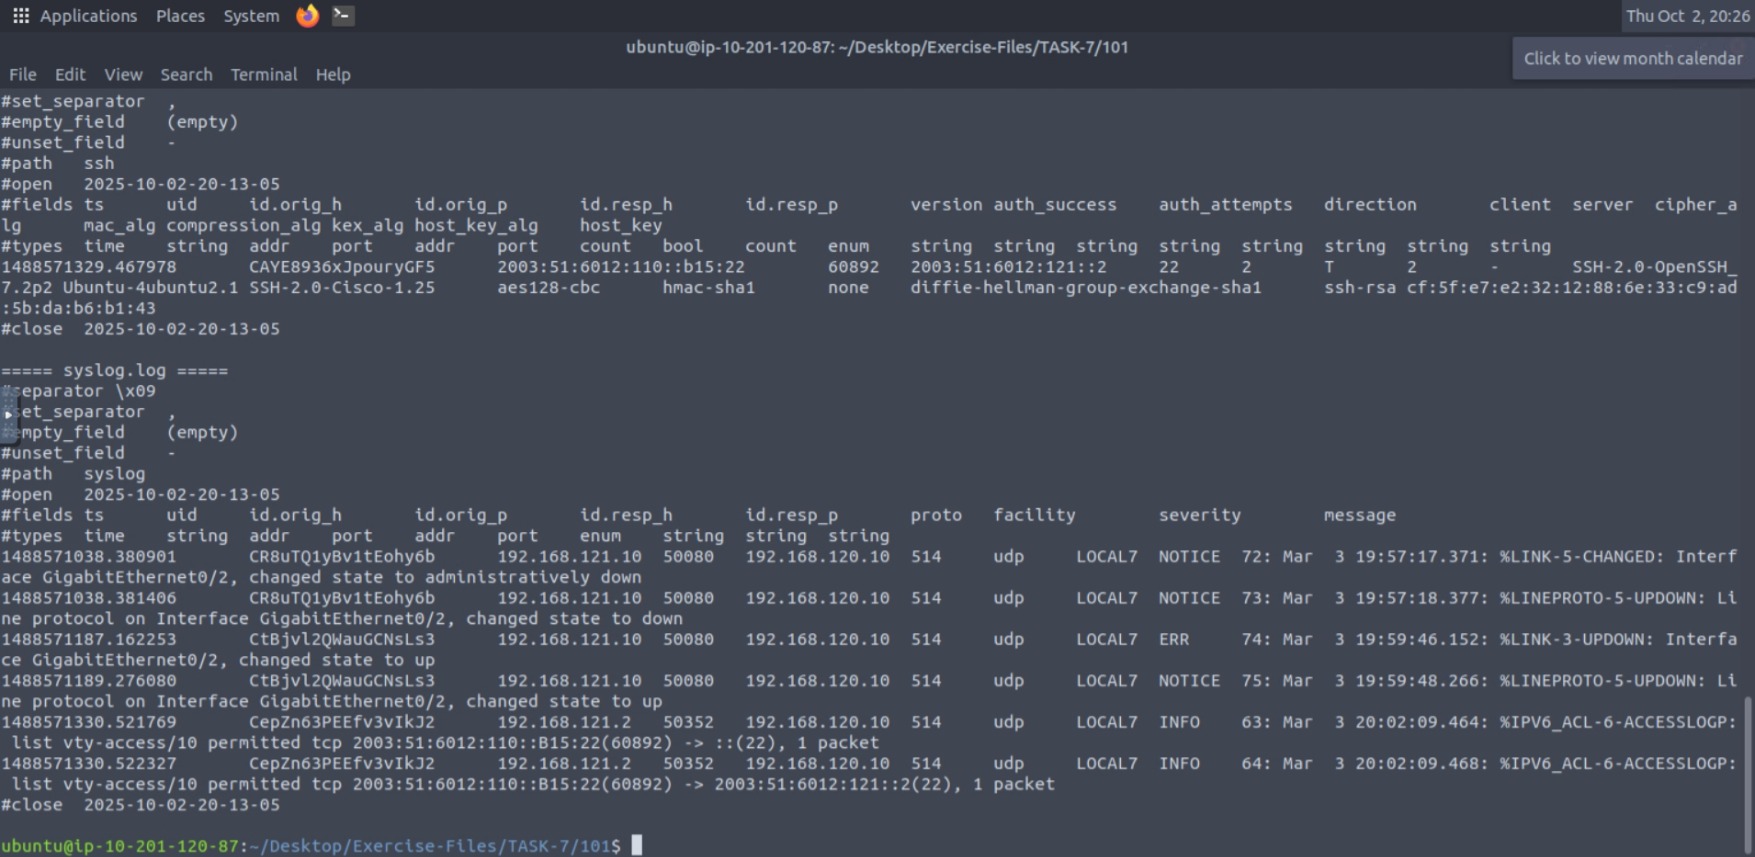 Applications Places System Thu Oct 2, 20:26
ubuntu@ip-10-201-120-87: ~/Desktop/Exercise-Files/TASK-7/101
Click to view month calendar
File Edit View Search Terminal Help
#set_separator ,
#empty_field (empty)
#unset_field -
#path ssh
#open 2025-10-02-20-13-05
#fields ts uid id.orig_h id.orig_p id.resp_h id.resp_p version auth_success auth_attempts direction client server cipher_a
lg mac_alg compression_alg kex_alg host_key_alg host_key
#types time string addr port addr port count bool count enum string string string string string string string string
1488571329.467978 CAYE8936xJpouryGF5 2003:51:6012:110::b15:22 60892 2003:51:6012:121::2 22 2 T 2 - SSH-2.0-OpenSSH_
7.2p2 Ubuntu-4ubuntu2.1 SSH-2.0-Cisco-1.25 aes128-cbc hmac-sha1 none diffie-hellman-group-exchange-sha1 ssh-rsa cf:5f:e7:e2:32:12:88:6e:33:c9:ad
:5b:da:b6:b1:43
#close 2025-10-02-20-13-05
===== syslog.log =====
#separator \x09
#set_separator ,
#empty_field (empty)
#unset_field -
#path syslog
#open 2025-10-02-20-13-05
#fields ts uid id.orig_h id.orig_p id.resp_h id.resp_p proto facility severity message
#types time string addr port addr port enum string string string
1488571038.380901 CR8uTQ1yBv1tEohy6b 192.168.121.10 50080 192.168.120.10 514 udp LOCAL7 NOTICE 72: Mar 3 19:57:17.371: %LINK-5-CHANGED: Interf
ace GigabitEthernet0/2, changed state to administratively down
1488571038.381406 CR8uTQ1yBv1tEohy6b 192.168.121.10 50080 192.168.120.10 514 udp LOCAL7 NOTICE 73: Mar 3 19:57:18.377: %LINEPROTO-5-UPDOWN: Li
ne protocol on Interface GigabitEthernet0/2, changed state to down
1488571187.162253 CtBjvl2QWauGCNsLs3 192.168.121.10 50080 192.168.120.10 514 udp LOCAL7 ERR 74: Mar 3 19:59:46.152: %LINK-3-UPDOWN: Interfa
ce GigabitEthernet0/2, changed state to up
1488571189.276080 CtBjvl2QWauGCNsLs3 192.168.121.10 50080 192.168.120.10 514 udp LOCAL7 NOTICE 75: Mar 3 19:59:48.266: %LINEPROTO-5-UPDOWN: Li
ne protocol on Interface GigabitEthernet0/2, changed state to up
1488571330.521769 CepZn63PEEfv3vIkJ2 192.168.121.2 50352 192.168.120.10 514 udp LOCAL7 INFO 63: Mar 3 20:02:09.464: %IPV6_ACL-6-ACCESSLOGP:
list vty-access/10 permitted tcp 2003:51:6012:110::B15:22(60892) -> ::(22), 1 packet
1488571330.522327 CepZn63PEEfv3vIkJ2 192.168.121.2 50352 192.168.120.10 514 udp LOCAL7 INFO 64: Mar 3 20:02:09.468: %IPV6_ACL-6-ACCESSLOGP:
list vty-access/10 permitted tcp 2003:51:6012:110::B15:22(60892) -> 2003:51:6012:121::2(22), 1 packet
#close 2025-10-02-20-13-05
ubuntu@ip-10-201-120-87:~/Desktop/Exercise-Files/TASK-7/101$